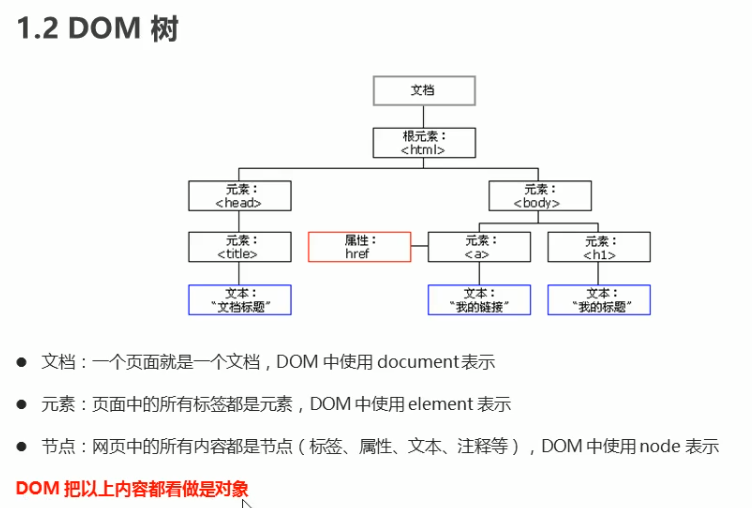 1.2 DOM 树
文档
根元素：
<html>
元素：
<head>
元素：
<body>
元素：
<title>
属性：
href
元素：
<a>
元素：
<h1>
文本：
“文档标题”
文本：
“我的链接”
文本：
“我的标题”
● 文档：一个页面就是一个文档，DOM 中使用 document 表示
● 元素：页面中的所有标签都是元素，DOM 中使用 element 表示
● 节点：网页中的所有内容都是节点（标签、属性、文本、注释等），DOM 中使用 node 表示
DOM 把以上内容都看做是对象